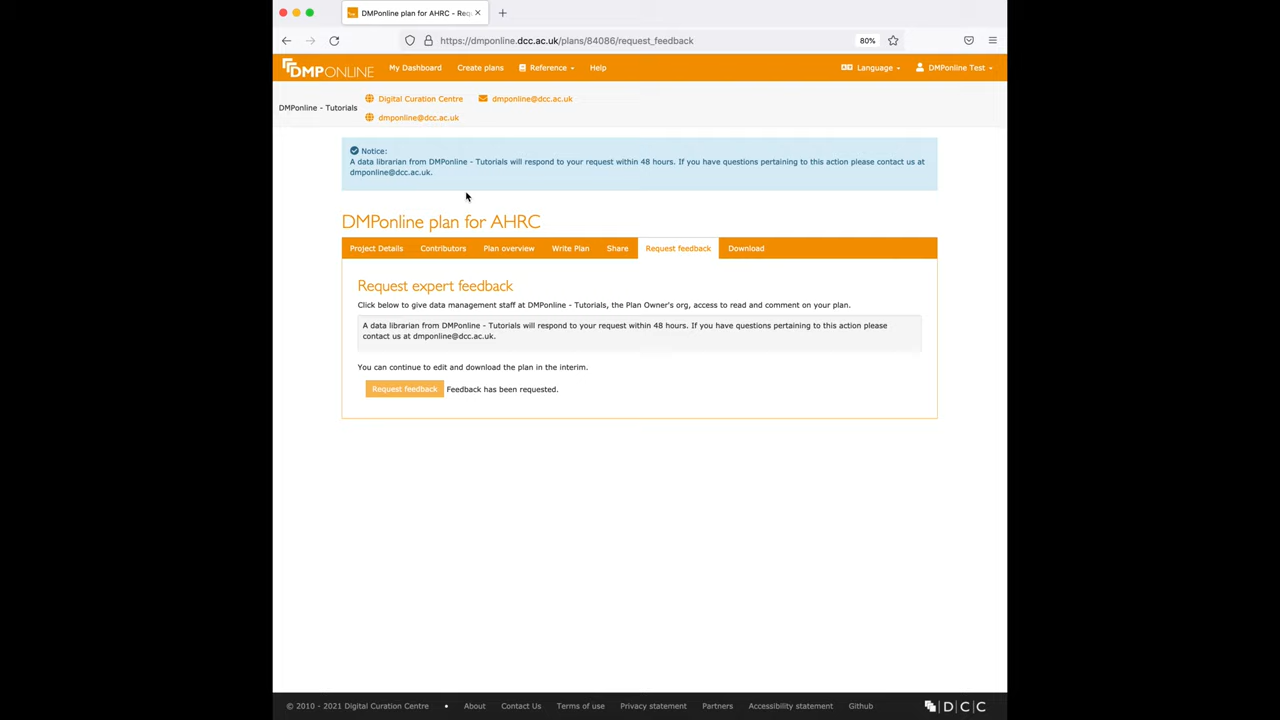 DMPonline plan for AHRC - Req
https://dmponline.dcc.ac.uk/plans/84086/request_feedback
80%
DMPONLINE
My Dashboard
Create plans
Reference
Help
Language
DMPonline Test
DMPonline - Tutorials
Digital Curation Centre
dmponline@dcc.ac.uk
dmponline@dcc.ac.uk
Notice:
A data librarian from DMPonline - Tutorials will respond to your request within 48 hours. If you have questions pertaining to this action please contact us at
dmponline@dcc.ac.uk.
DMPonline plan for AHRC
Project Details
Contributors
Plan overview
Write Plan
Share
Request feedback
Download
Request expert feedback
Click below to give data management staff at DMPonline - Tutorials, the Plan Owner's org, access to read and comment on your plan.
A data librarian from DMPonline - Tutorials will respond to your request within 48 hours. If you have questions pertaining to this action please
contact us at dmponline@dcc.ac.uk.
You can continue to edit and download the plan in the interim.
Request feedback Feedback has been requested.
© 2010 - 2021 Digital Curation Centre
About
Contact Us
Terms of use
Privacy statement
Partners
Accessibility statement
Github
DCC